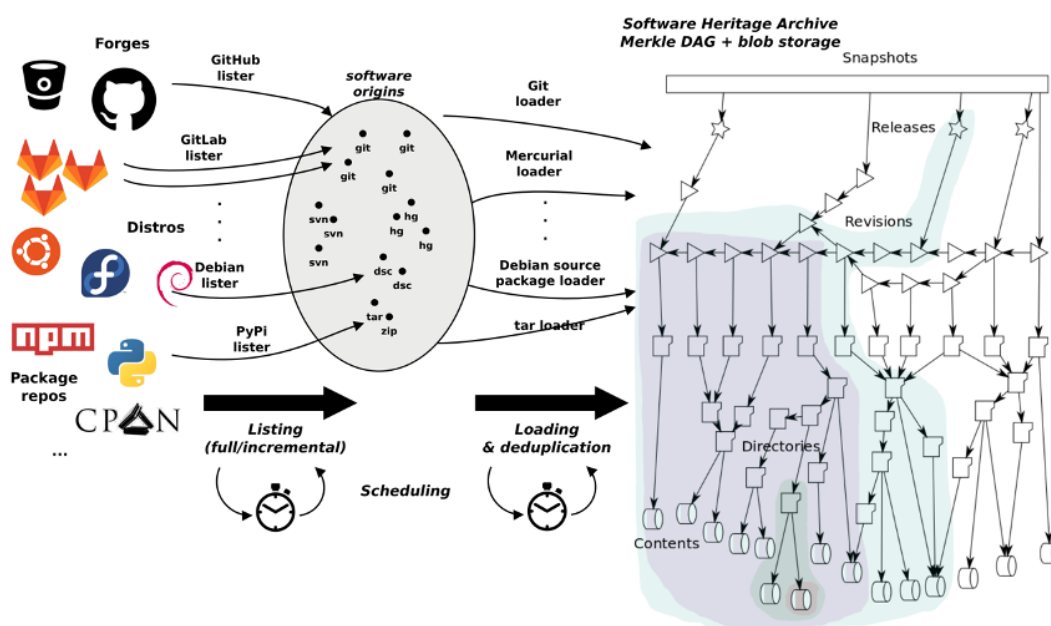 Software Heritage Archive
Merkle DAG + blob storage
Forges
GitHub
lister
software
origins
Git
loader
Snapshots
Releases
git
git
git
git
GitLab
lister
Mercurial
loader
.
.
.
.
.
.
svn
svn
svn
hg
hg
hg
Revisions
Distros
Debian
lister
dsc
dsc
Debian source
package loader
tar
zip
tar loader
npm
PyPi
lister
Package
repos
CPAN
...
Listing
(full/incremental)
Loading
& deduplication
Scheduling
Directories
Contents